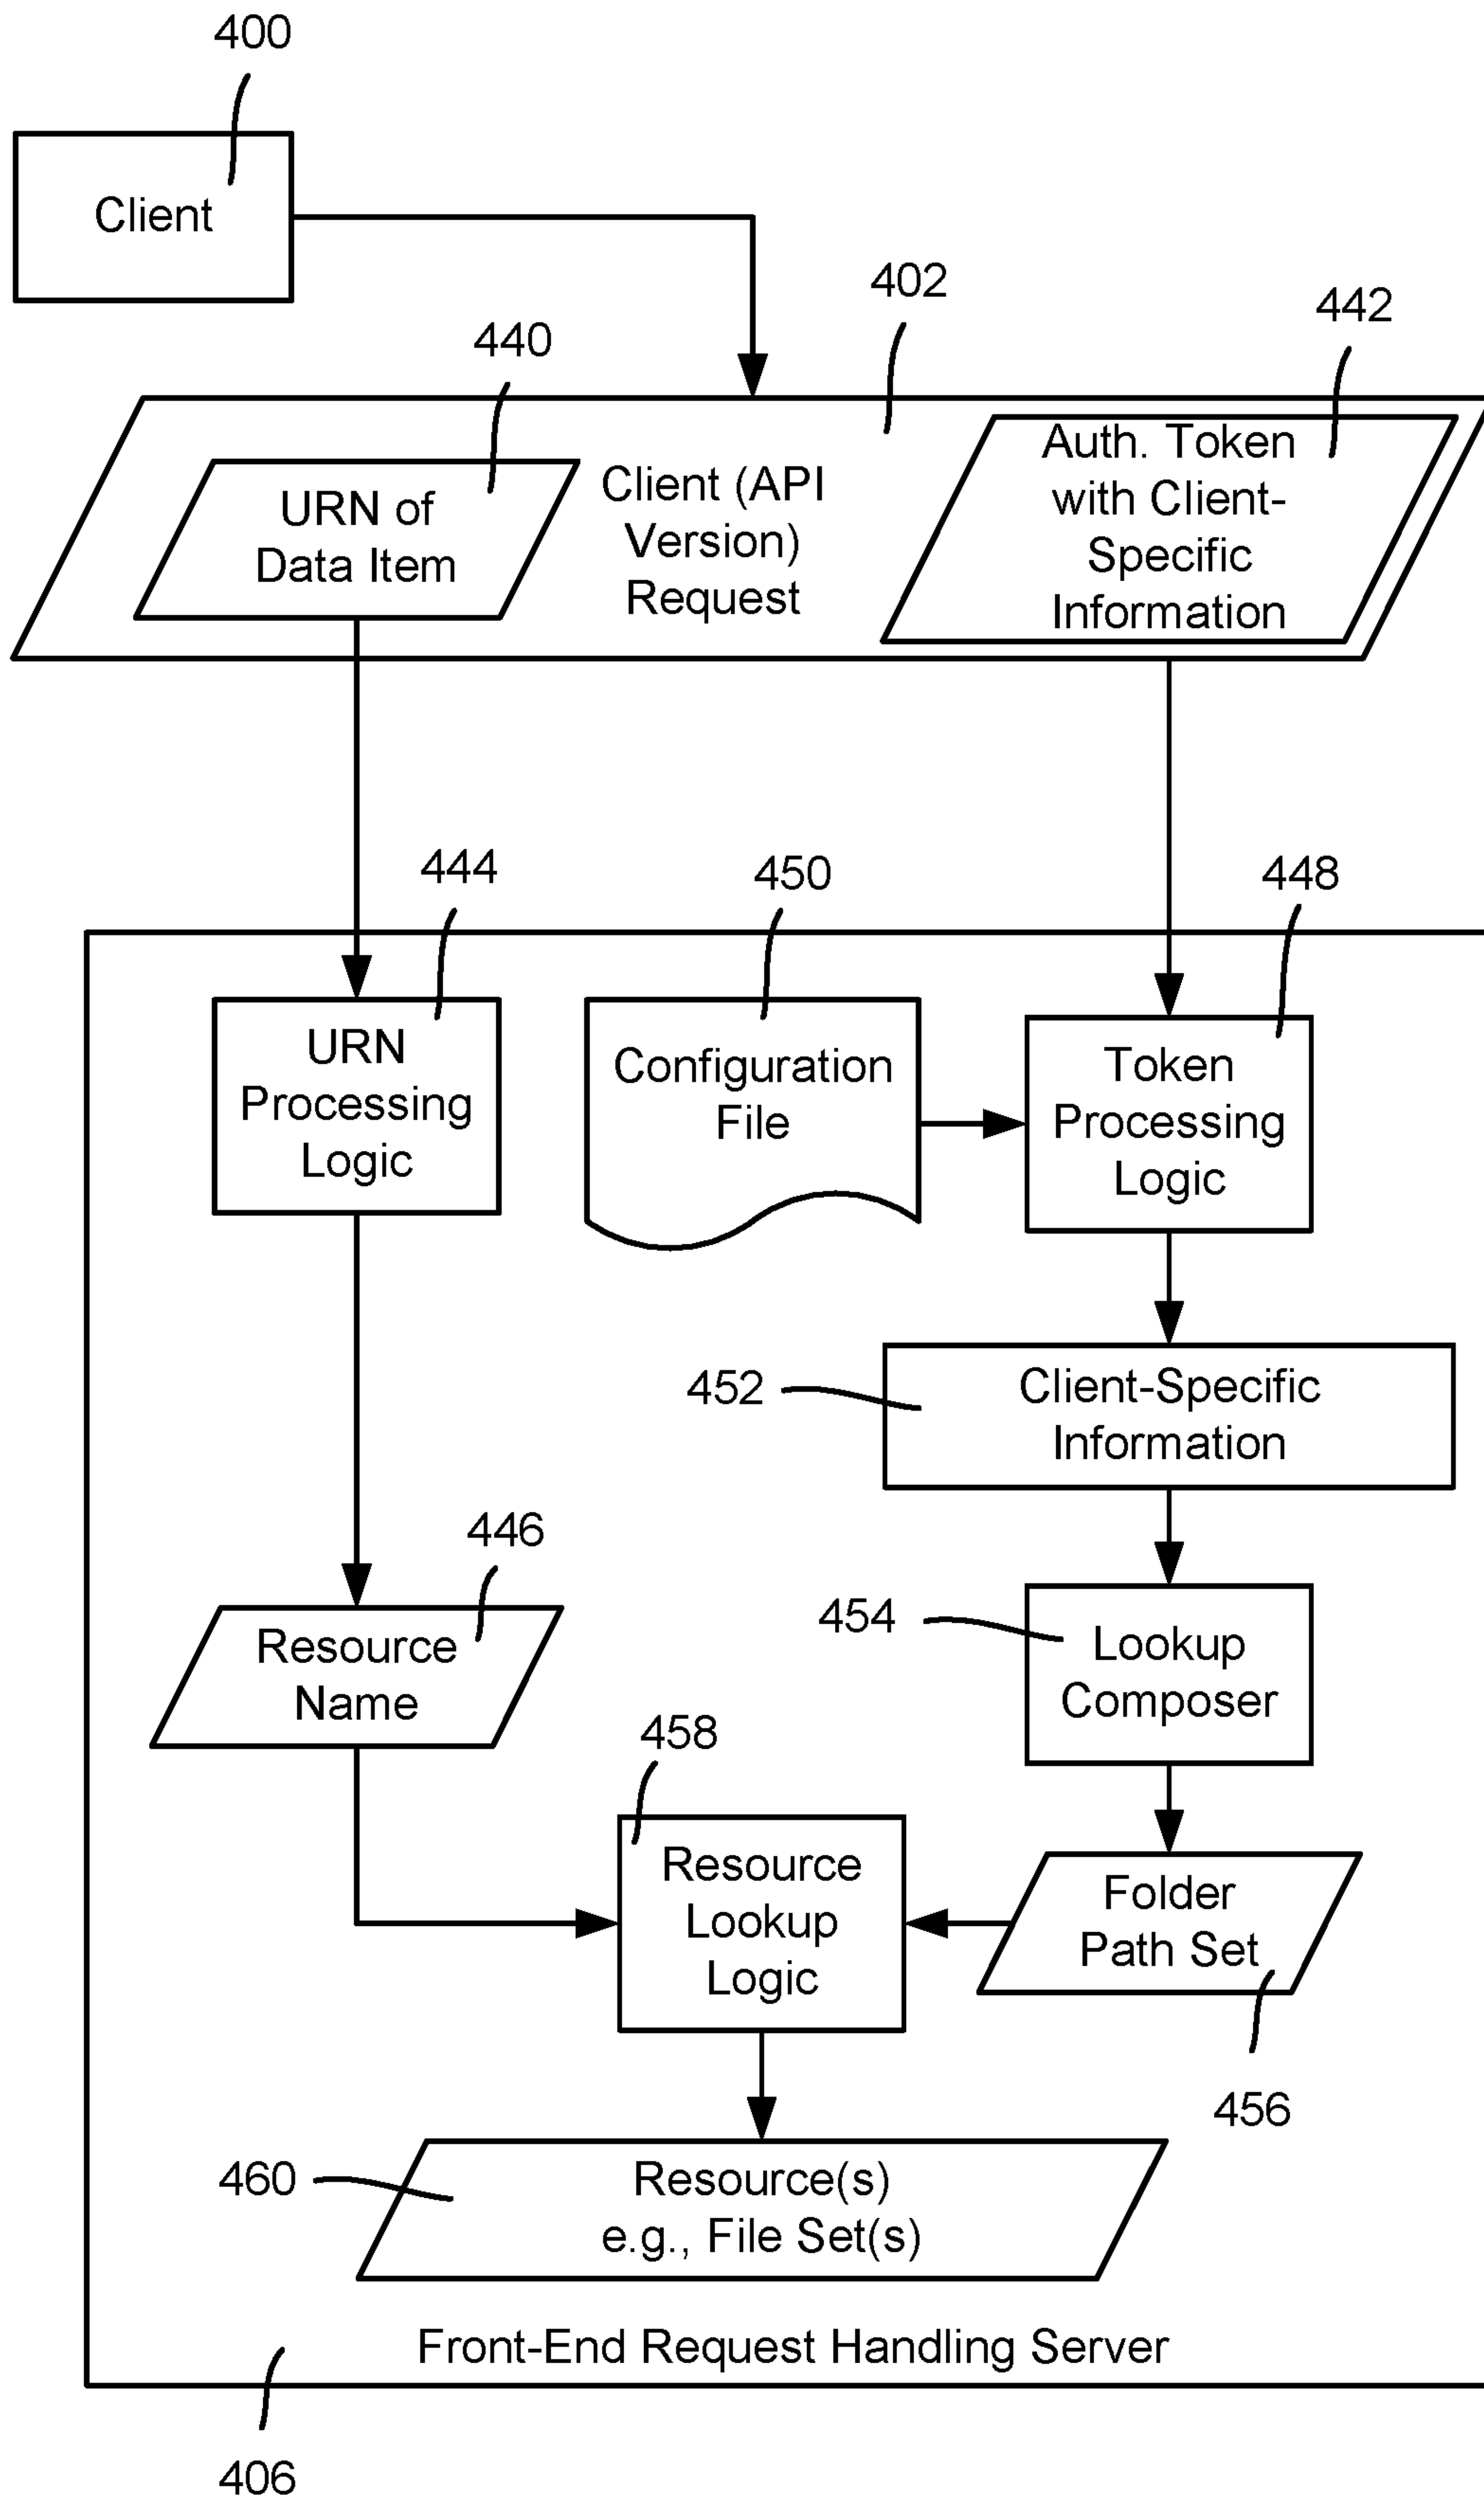 400
Client
402
442
440
Auth. Token
with Client-
Specific
Information
Client (API
Version)
Request
URN of
Data Item
444
450
448
URN
Processing
Logic
Configuration
File
Token
Processing
Logic
452
Client-Specific
Information
446
454
Lookup
Composer
Resource
Name
458
Resource
Lookup
Logic
Folder
Path Set
456
460
Resource(s)
e.g., File Set(s)
Front-End Request Handling Server
406